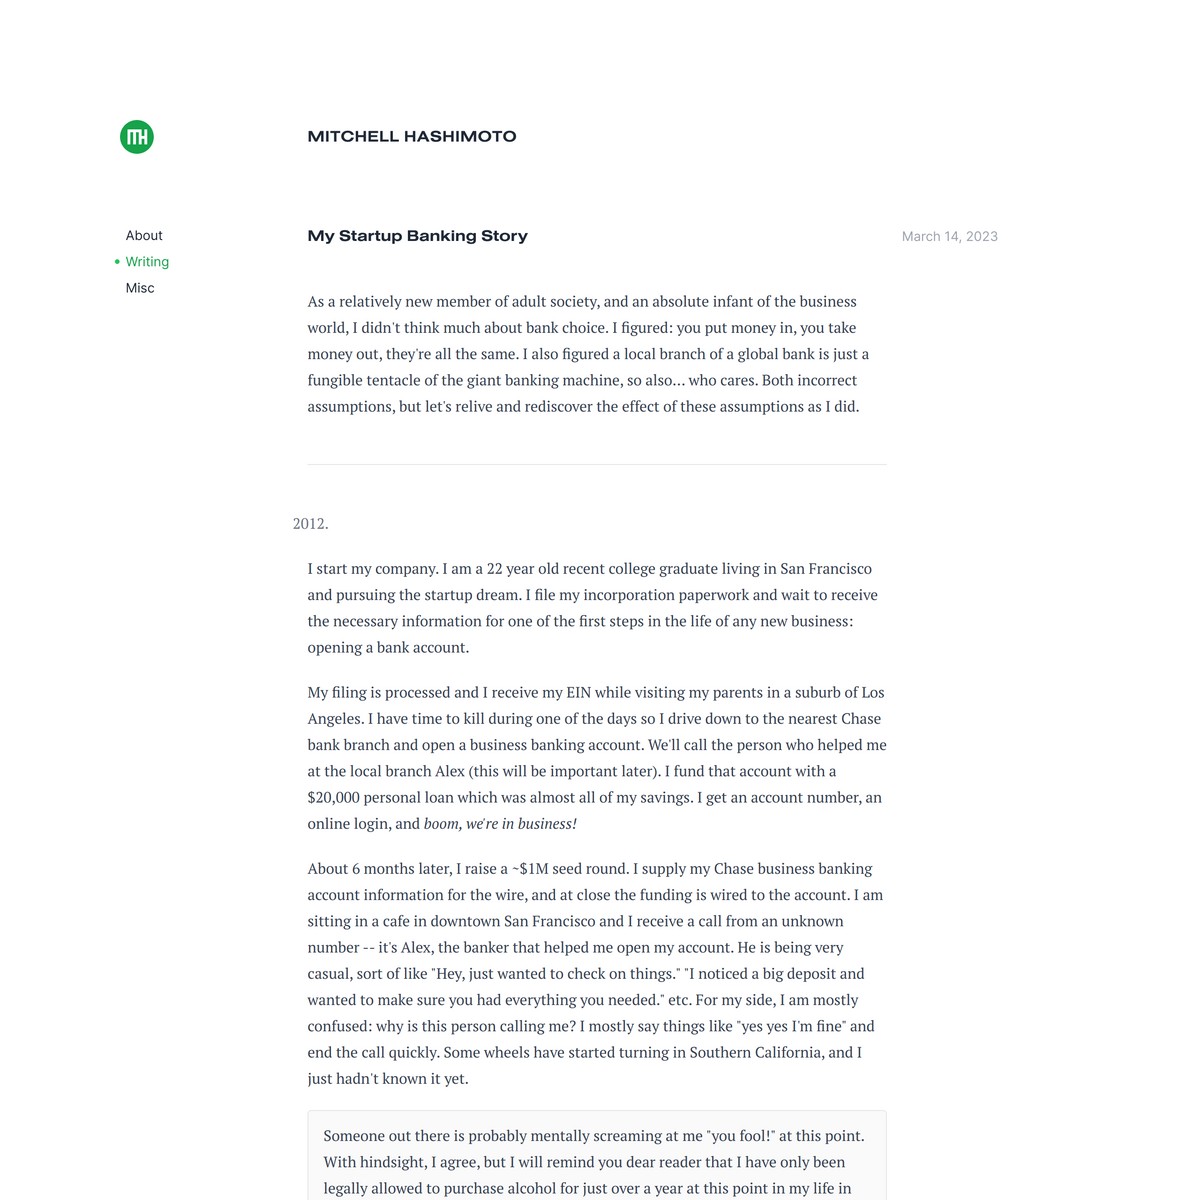 MH
MITCHELL HASHIMOTO
About
Writing
Misc
My Startup Banking Story
March 14, 2023
As a relatively new member of adult society, and an absolute infant of the business
world, I didn't think much about bank choice. I figured: you put money in, you take
money out, they're all the same. I also figured a local branch of a global bank is just a
fungible tentacle of the giant banking machine, so also... who cares. Both incorrect
assumptions, but let's relive and rediscover the effect of these assumptions as I did.
2012.
I start my company. I am a 22 year old recent college graduate living in San Francisco
and pursuing the startup dream. I file my incorporation paperwork and wait to receive
the necessary information for one of the first steps in the life of any new business:
opening a bank account.
My filing is processed and I receive my EIN while visiting my parents in a suburb of Los
Angeles. I have time to kill during one of the days so I drive down to the nearest Chase
bank branch and open a business banking account. We'll call the person who helped me
at the local branch Alex (this will be important later). I fund that account with a
$20,000 personal loan which was almost all of my savings. I get an account number, an
online login, and boom, we're in business!
About 6 months later, I raise a ~$1M seed round. I supply my Chase business banking
account information for the wire, and at close the funding is wired to the account. I am
sitting in a cafe in downtown San Francisco and I receive a call from an unknown
number -- it's Alex, the banker that helped me open my account. He is being very
casual, sort of like "Hey, just wanted to check on things." "I noticed a big deposit and
wanted to make sure you had everything you needed." etc. For my side, I am mostly
confused: why is this person calling me? I mostly say things like "yes yes I'm fine" and
end the call quickly. Some wheels have started turning in Southern California, and I
just hadn't known it yet.
Someone out there is probably mentally screaming at me "you fool!" at this point.
With hindsight, I agree, but I will remind you dear reader that I have only been
legally allowed to purchase alcohol for just over a year at this point in my life in